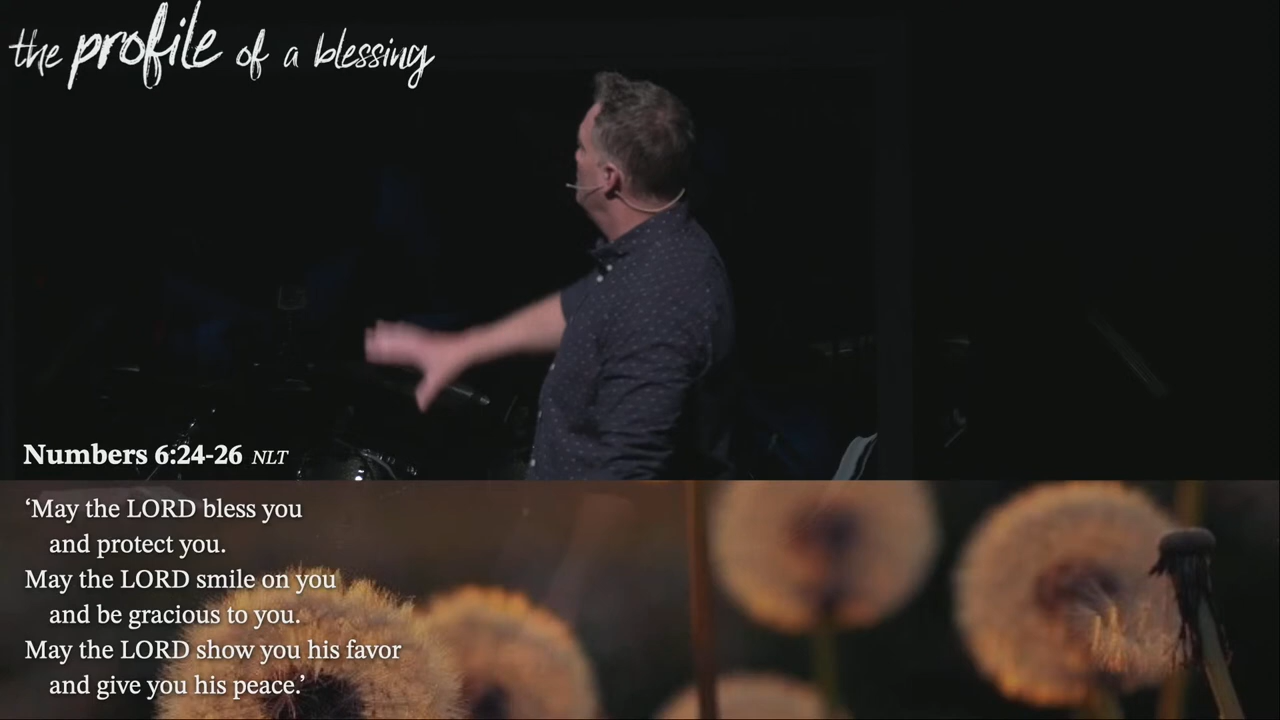 the profile of a blessing
Numbers 6:24-26 NLT
‘May the LORD bless you
and protect you.
May the LORD smile on you
and be gracious to you.
May the LORD show you his favor
and give you his peace.’